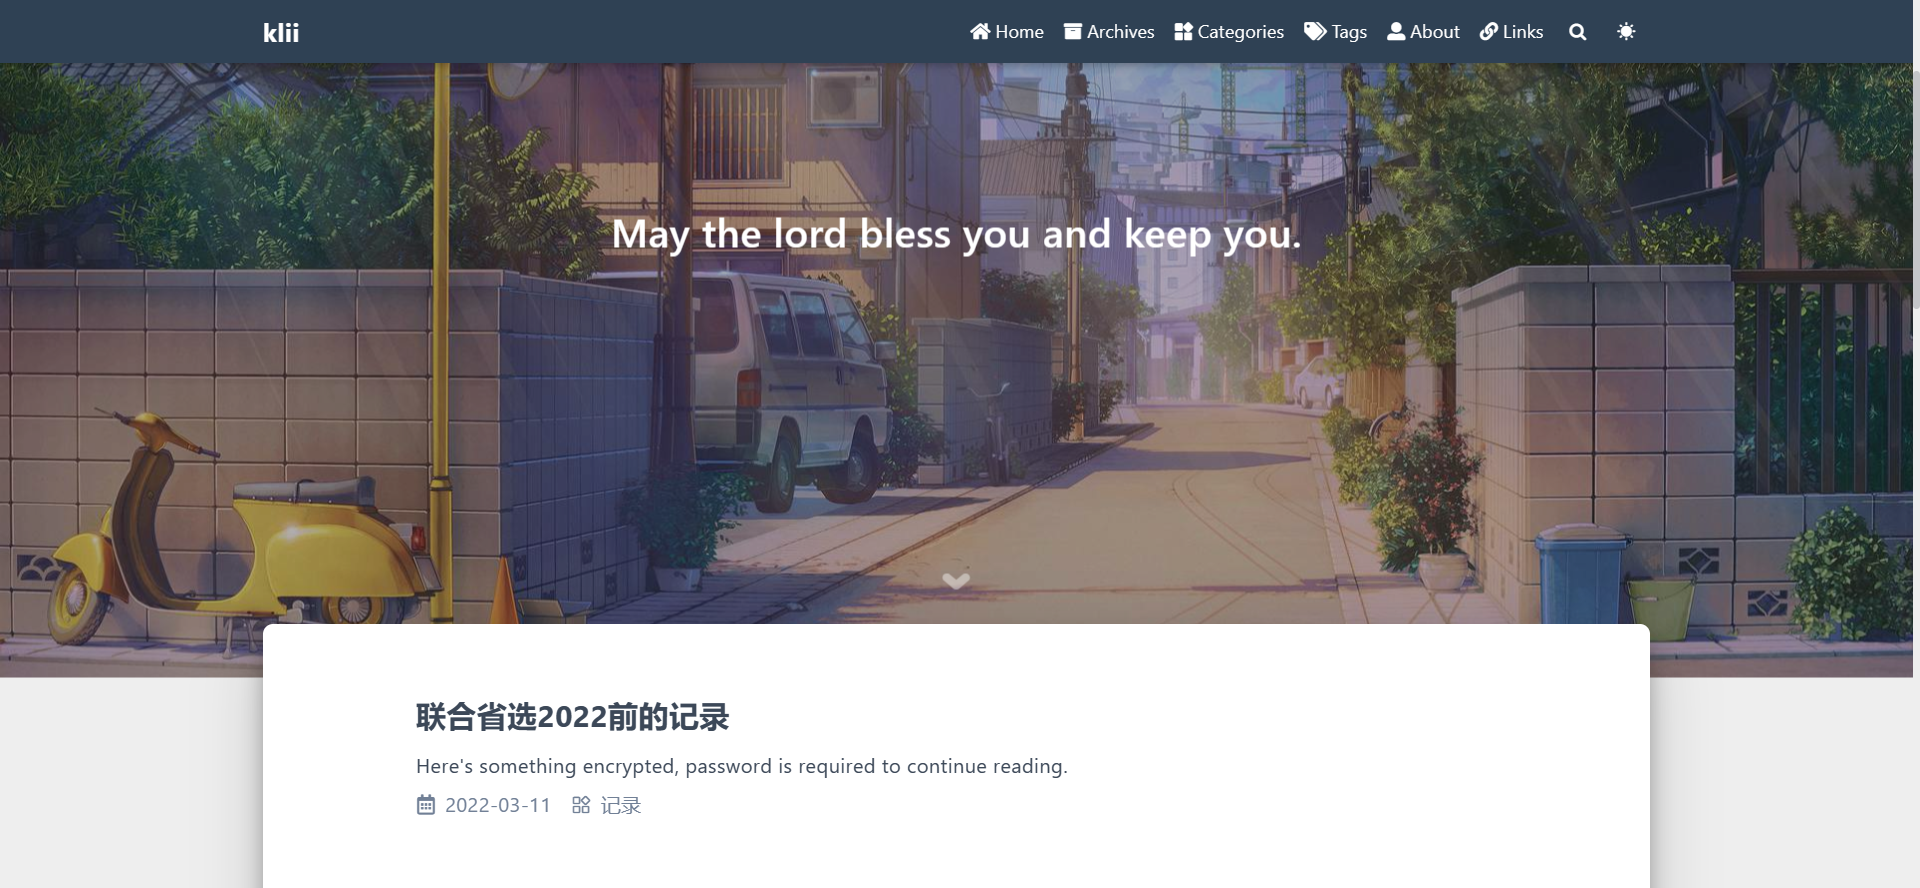 klii
Home Archives Categories Tags About Links
May the lord bless you and keep you.
联合省选2022前的记录
Here's something encrypted, password is required to continue reading.
2022-03-11 记录